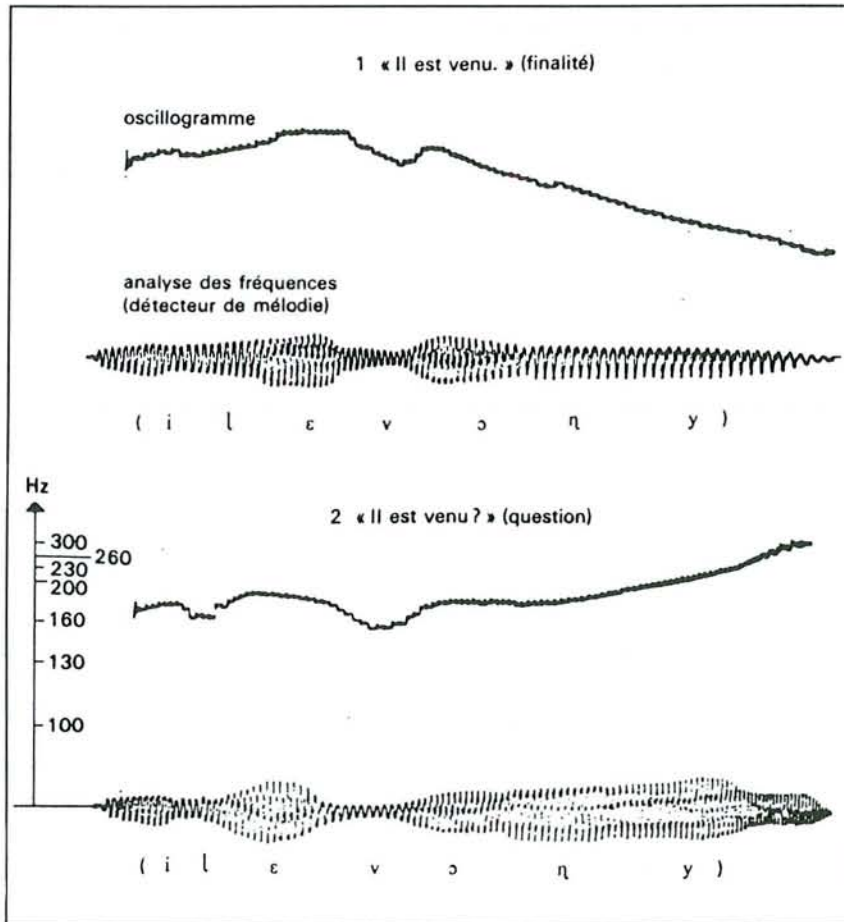 1 « Il est venu. » (finalité)
oscillogramme
analyse des fréquences
(détecteur de mélodie)
( i l ɛ v ɔ ɳ y )
Hz
2 « Il est venu ? » (question)
300
260
230
200
160
130
100
( i l ɛ v ɔ ɳ y )